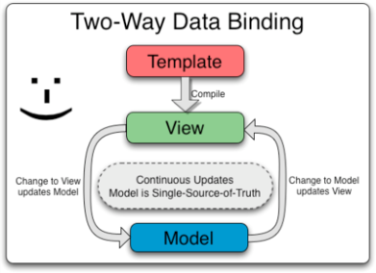 Two-Way Data Binding
Template
Compile
View
Change to View
updates Model
Continuous Updates
Model is Single-Source-of-Truth
Change to Model
updates View
Model